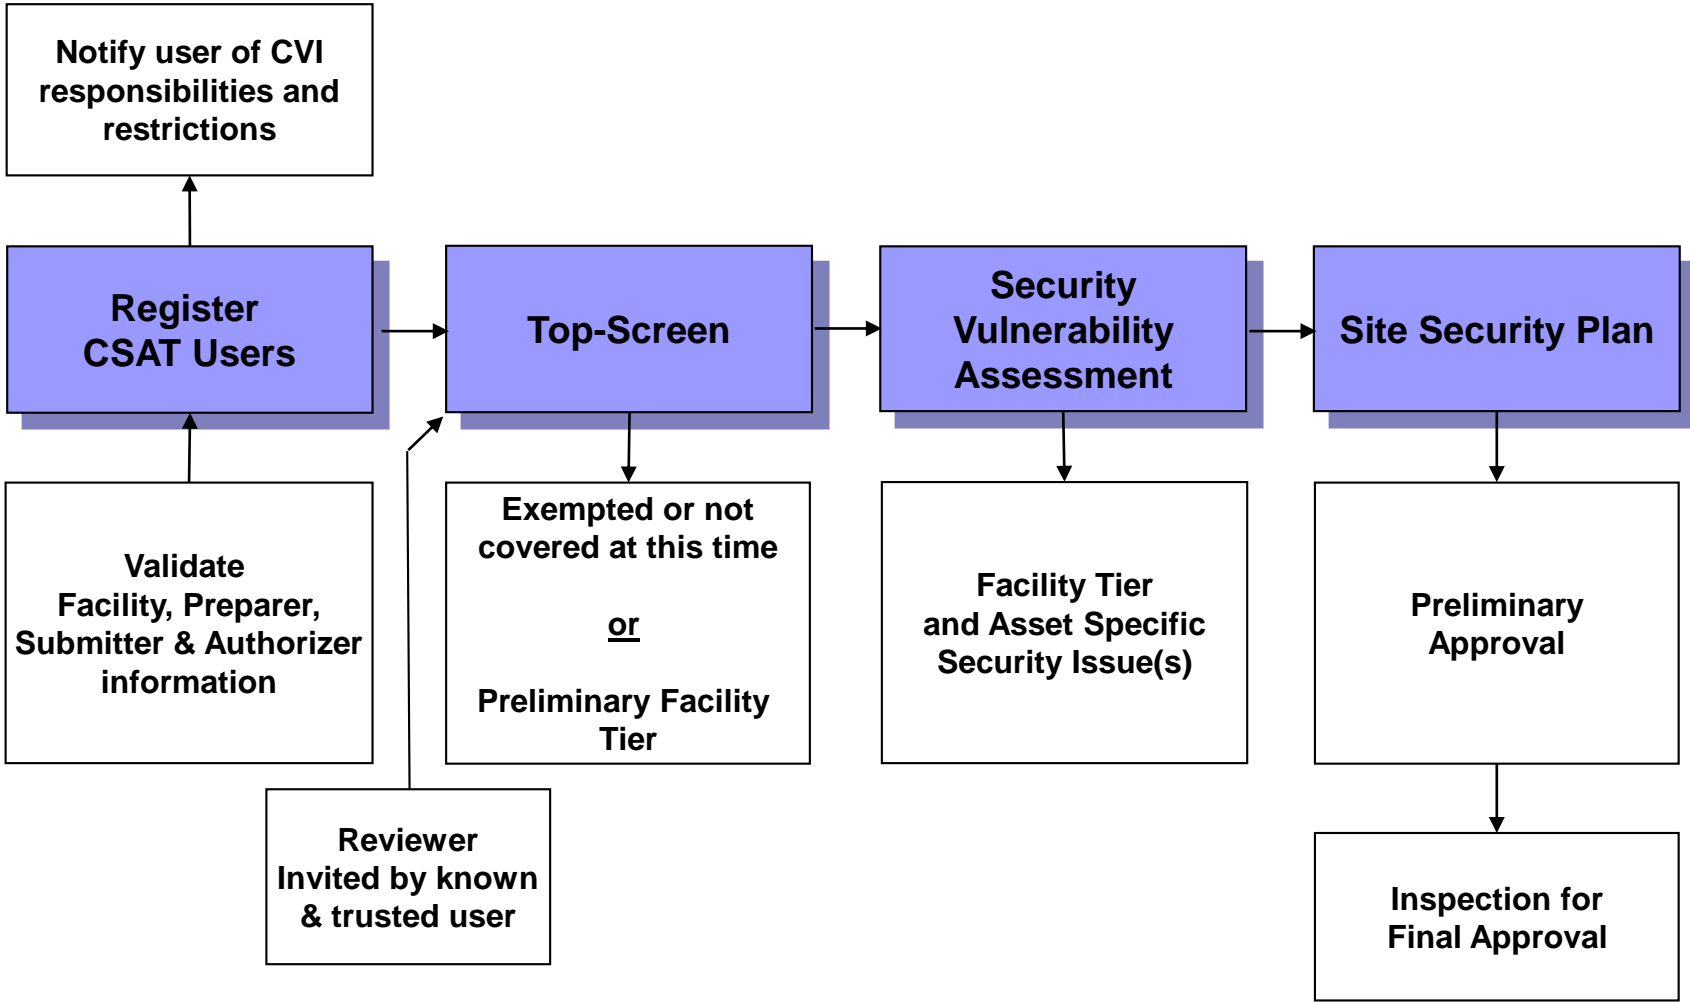 Notify user of CVI
responsibilities and
restrictions
Register
CSAT Users
Top-Screen
Security
Vulnerability
Assessment
Site Security Plan
Validate
Facility, Preparer,
Submitter & Authorizer
information
Exempted or not
covered at this time
or
Preliminary Facility
Tier
Facility Tier
and Asset Specific
Security Issue(s)
Preliminary
Approval
Reviewer
Invited by known
& trusted user
Inspection for
Final Approval